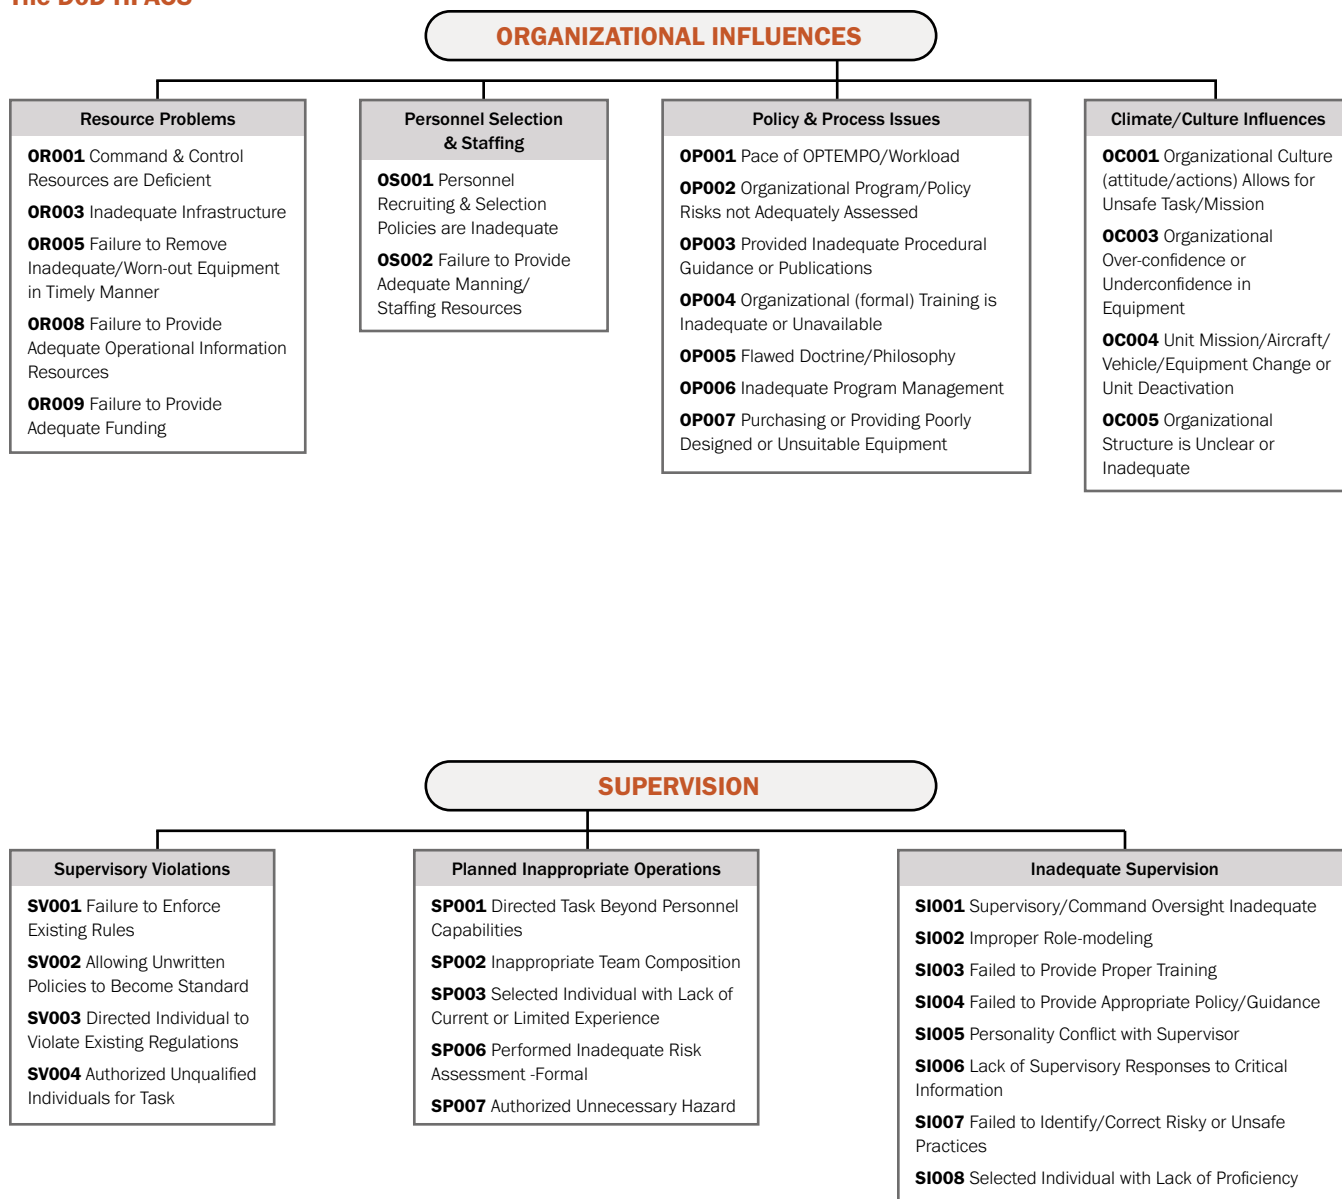 The DoD HFACS
ORGANIZATIONAL INFLUENCES
Resource Problems
OR001 Command & Control
Resources are Deficient
OR003 Inadequate Infrastructure
OR005 Failure to Remove
Inadequate/Worn-out Equipment
in Timely Manner
OR008 Failure to Provide
Adequate Operational Information
Resources
OR009 Failure to Provide
Adequate Funding
Personnel Selection
& Staffing
OS001 Personnel
Recruiting & Selection
Policies are Inadequate
OS002 Failure to Provide
Adequate Manning/
Staffing Resources
Policy & Process Issues
OP001 Pace of OPTEMPO/Workload
OP002 Organizational Program/Policy
Risks not Adequately Assessed
OP003 Provided Inadequate Procedural
Guidance or Publications
OP004 Organizational (formal) Training is
Inadequate or Unavailable
OP005 Flawed Doctrine/Philosophy
OP006 Inadequate Program Management
OP007 Purchasing or Providing Poorly
Designed or Unsuitable Equipment
Climate/Culture Influences
OC001 Organizational Culture
(attitude/actions) Allows for
Unsafe Task/Mission
OC003 Organizational
Over-confidence or
Underconfidence in
Equipment
OC004 Unit Mission/Aircraft/
Vehicle/Equipment Change or
Unit Deactivation
OC005 Organizational
Structure is Unclear or
Inadequate
SUPERVISION
Supervisory Violations
SV001 Failure to Enforce
Existing Rules
SV002 Allowing Unwritten
Policies to Become Standard
SV003 Directed Individual to
Violate Existing Regulations
SV004 Authorized Unqualified
Individuals for Task
Planned Inappropriate Operations
SP001 Directed Task Beyond Personnel
Capabilities
SP002 Inappropriate Team Composition
SP003 Selected Individual with Lack of
Current or Limited Experience
SP006 Performed Inadequate Risk
Assessment -Formal
SP007 Authorized Unnecessary Hazard
Inadequate Supervision
SI001 Supervisory/Command Oversight Inadequate
SI002 Improper Role-modeling
SI003 Failed to Provide Proper Training
SI004 Failed to Provide Appropriate Policy/Guidance
SI005 Personality Conflict with Supervisor
SI006 Lack of Supervisory Responses to Critical
Information
SI007 Failed to Identify/Correct Risky or Unsafe
Practices
SI008 Selected Individual with Lack of Proficiency